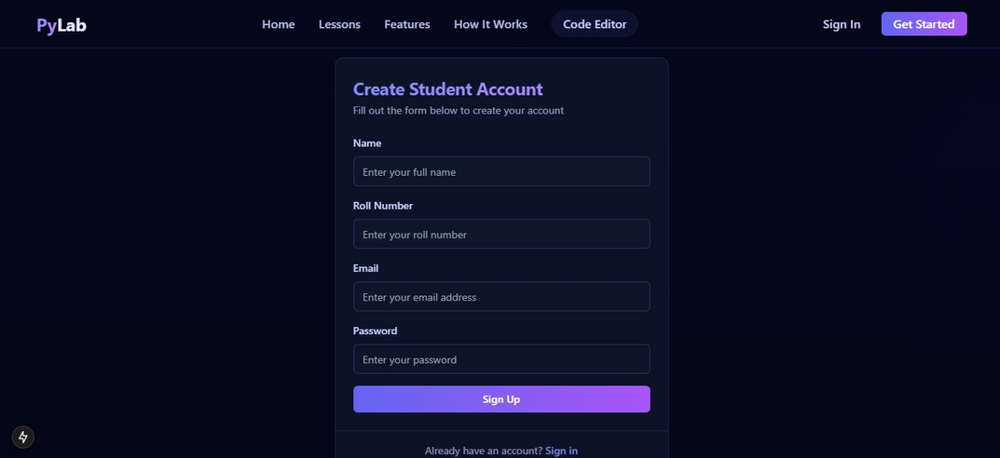 PyLab
Home Lessons Features How It Works Code Editor
Sign In Get Started
Create Student Account
Fill out the form below to create your account
Name
Enter your full name
Roll Number
Enter your roll number
Email
Enter your email address
Password
Enter your password
Sign Up
Already have an account? Sign in